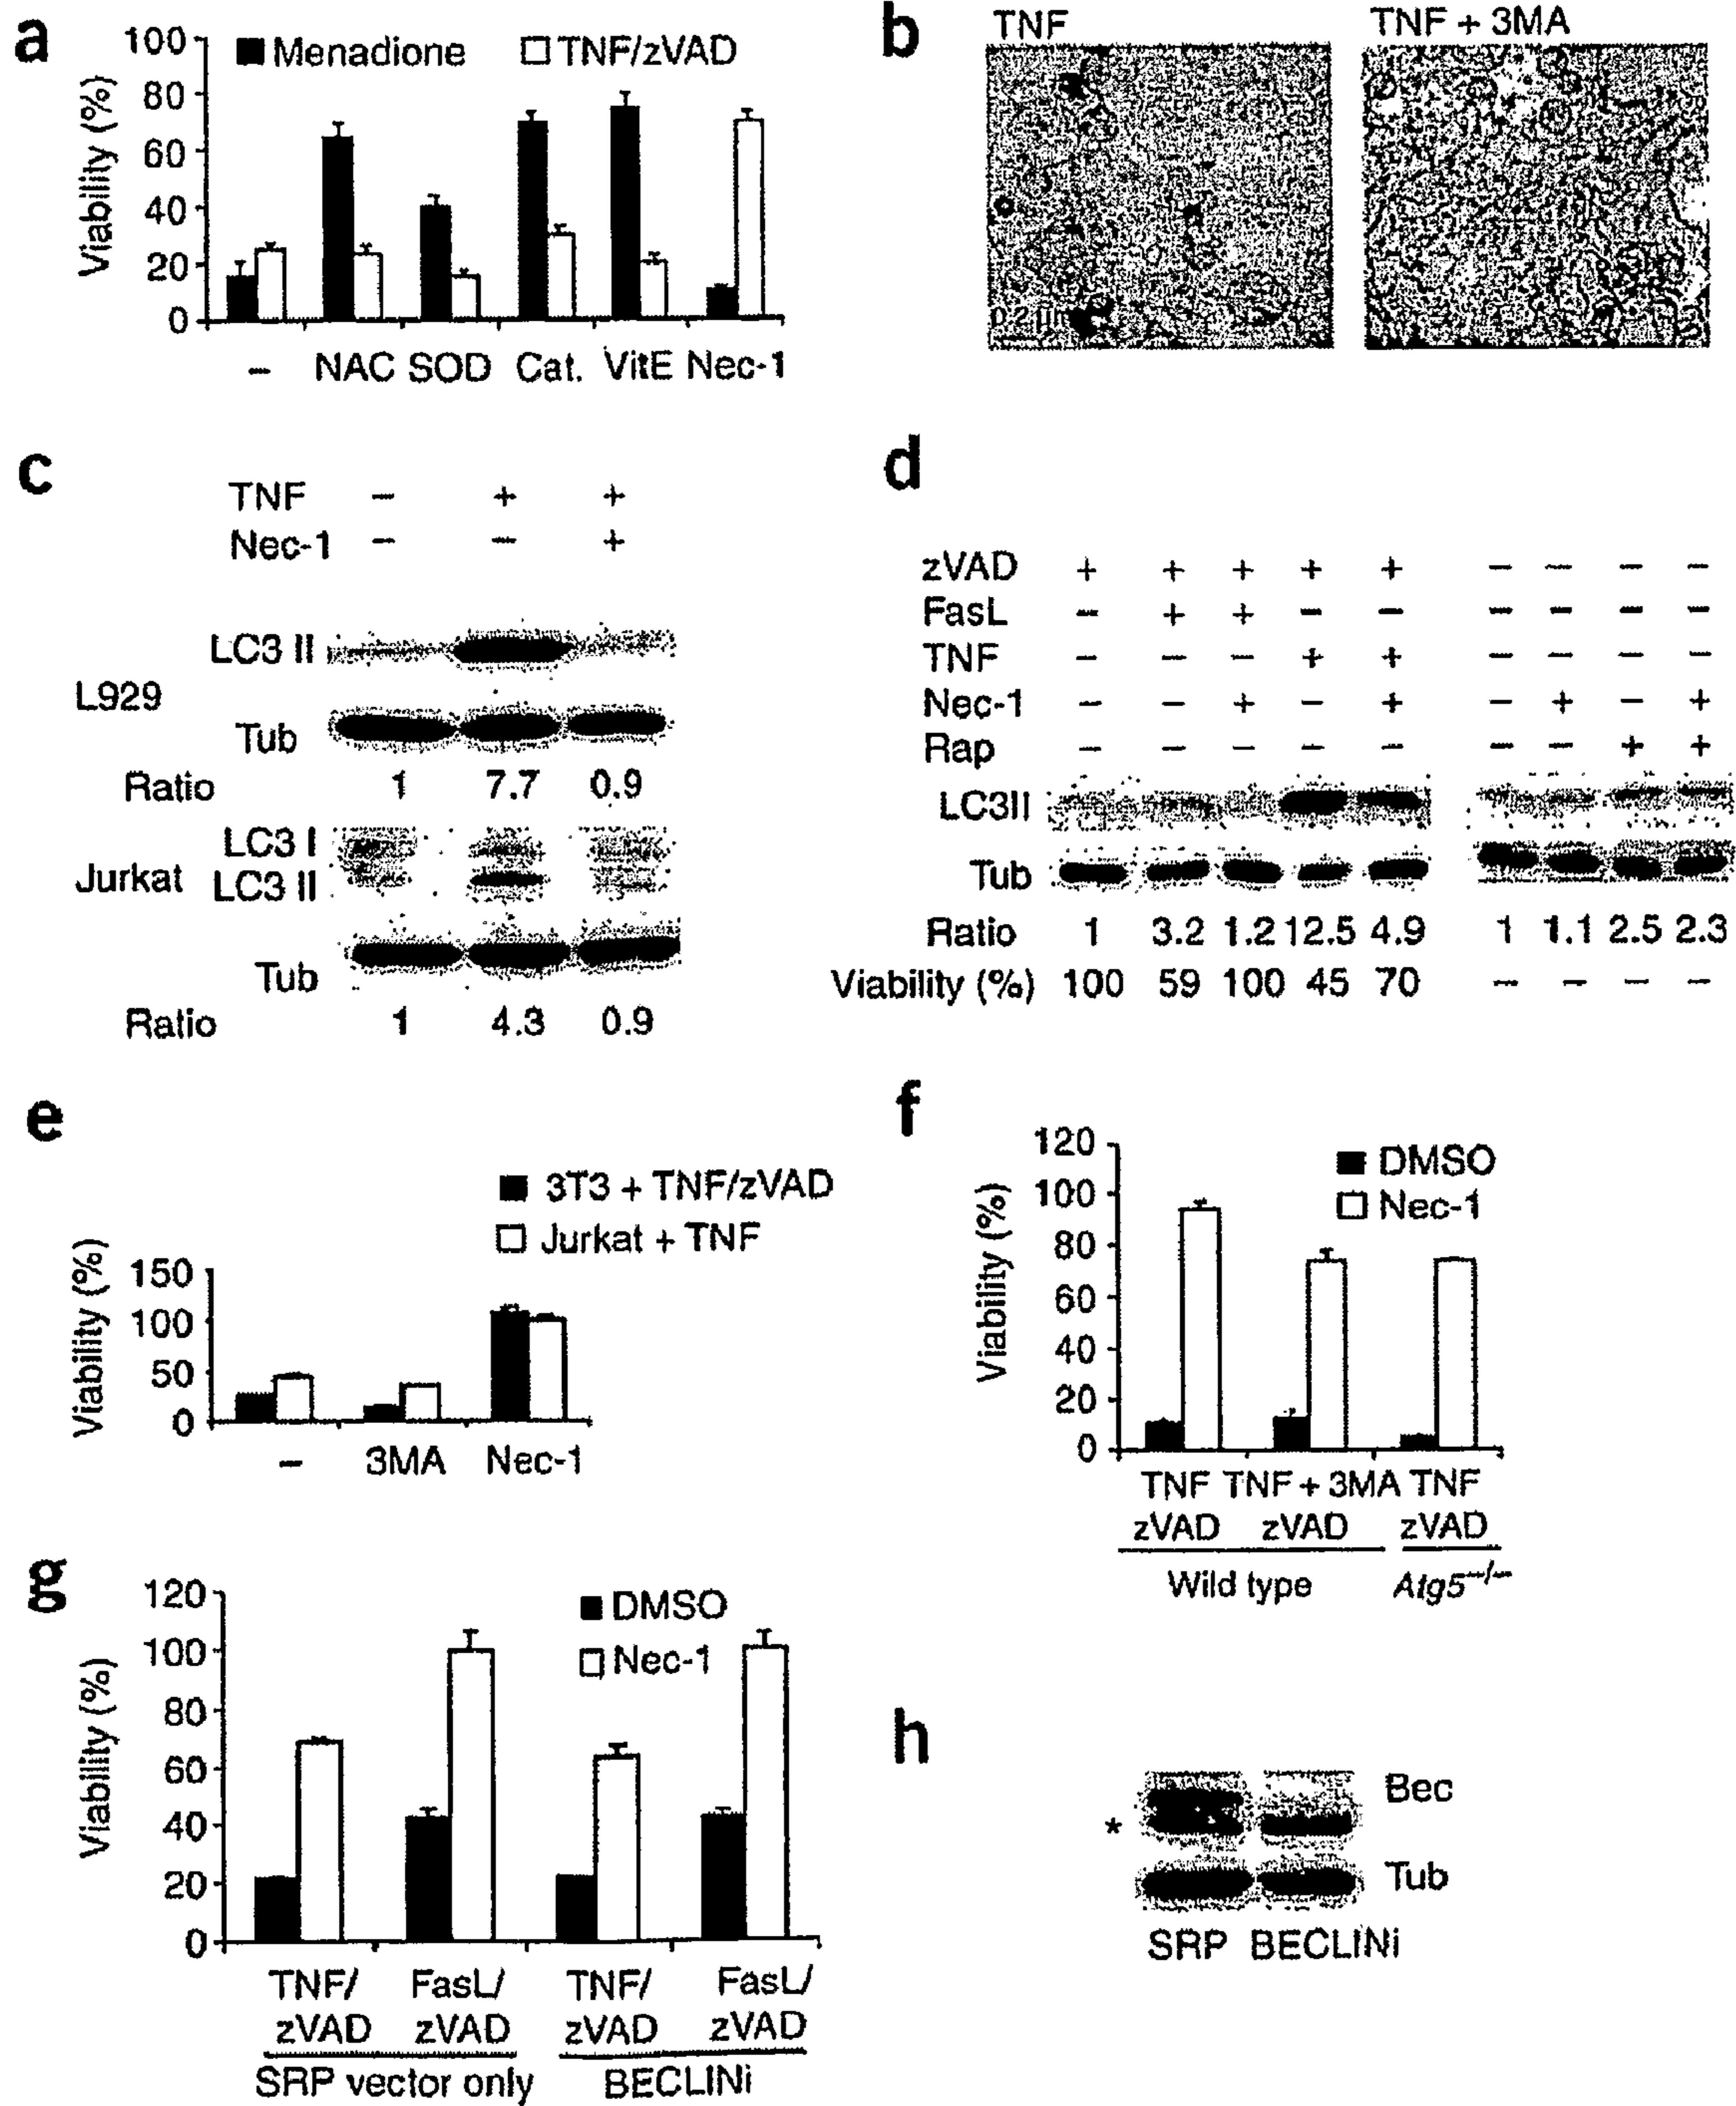 a
100
80
60
40
20
0
Viability (%)
Menadione
TNF/zVAD
– NAC SOD Cat. VitE Nec-1
b
TNF
TNF + 3MA
0.2 µm
c
TNF – + +
Nec-1 – – +
L929
LC3 II
Tub
Ratio 1 7.7 0.9
Jurkat
LC3 I
LC3 II
Tub
Ratio 1 4.3 0.9
d
zVAD + + + + + – – – –
FasL – + + – – – – – –
TNF – – – + + – – – –
Nec-1 – – + – + – + – +
Rap – – – – – – – + +
LC3II
Tub
Ratio 1 3.2 1.2 12.5 4.9 1 1.1 2.5 2.3
Viability (%) 100 59 100 45 70 – – – –
e
3T3 + TNF/zVAD
Jurkat + TNF
150
100
50
0
Viability (%)
– 3MA Nec-1
f
120
100
80
60
40
20
0
Viability (%)
DMSO
Nec-1
TNF TNF + 3MA TNF
zVAD zVAD zVAD
Wild type Atg5–/–
g
120
100
80
60
40
20
0
Viability (%)
DMSO
Nec-1
TNF/ FasL/ TNF/ FasL/
zVAD zVAD zVAD zVAD
SRP vector only BECLINi
h
Bec
*
Tub
SRP BECLINi